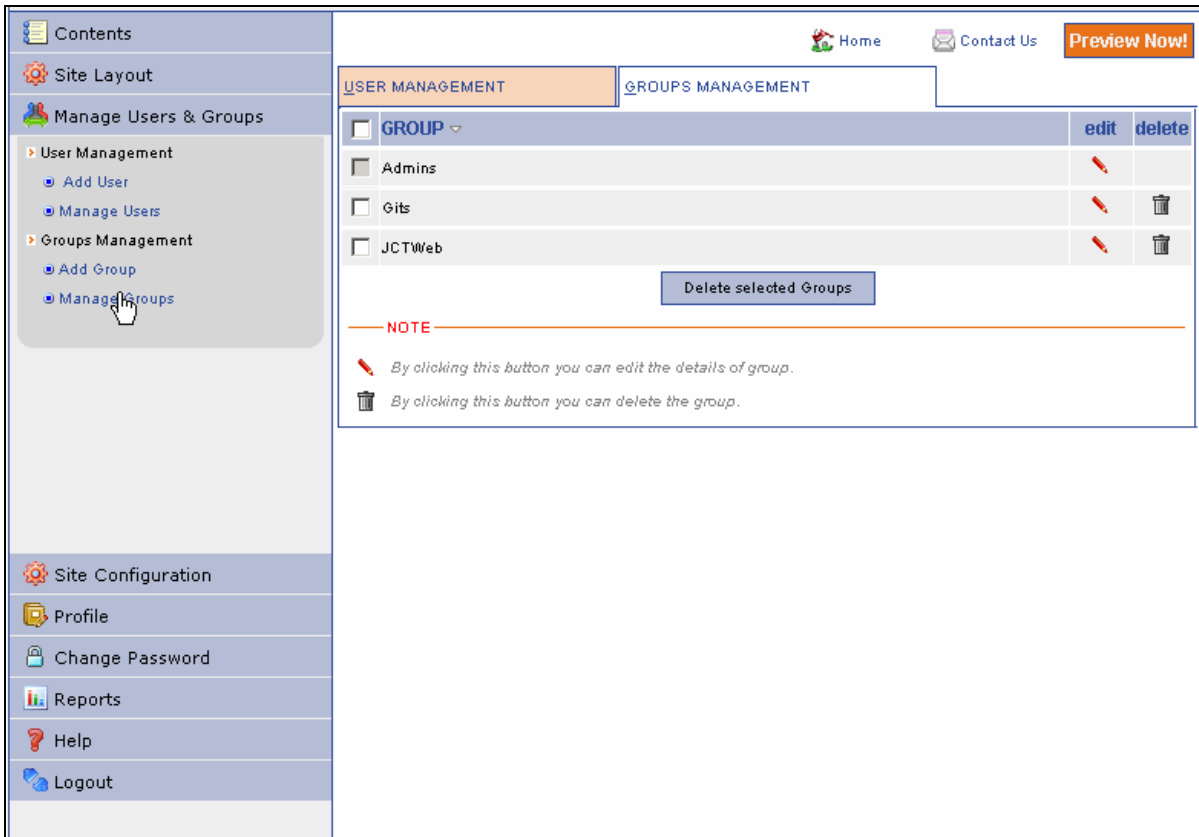 Contents
Site Layout
Manage Users & Groups
User Management
Add User
Manage Users
Groups Management
Add Group
Manage Groups
Site Configuration
Profile
Change Password
Reports
Help
Logout
Home Contact Us Preview Now!
USER MANAGEMENT GROUPS MANAGEMENT
GROUP edit delete
Admins
Gits
JCTWeb
Delete selected Groups
NOTE
By clicking this button you can edit the details of group.
By clicking this button you can delete the group.